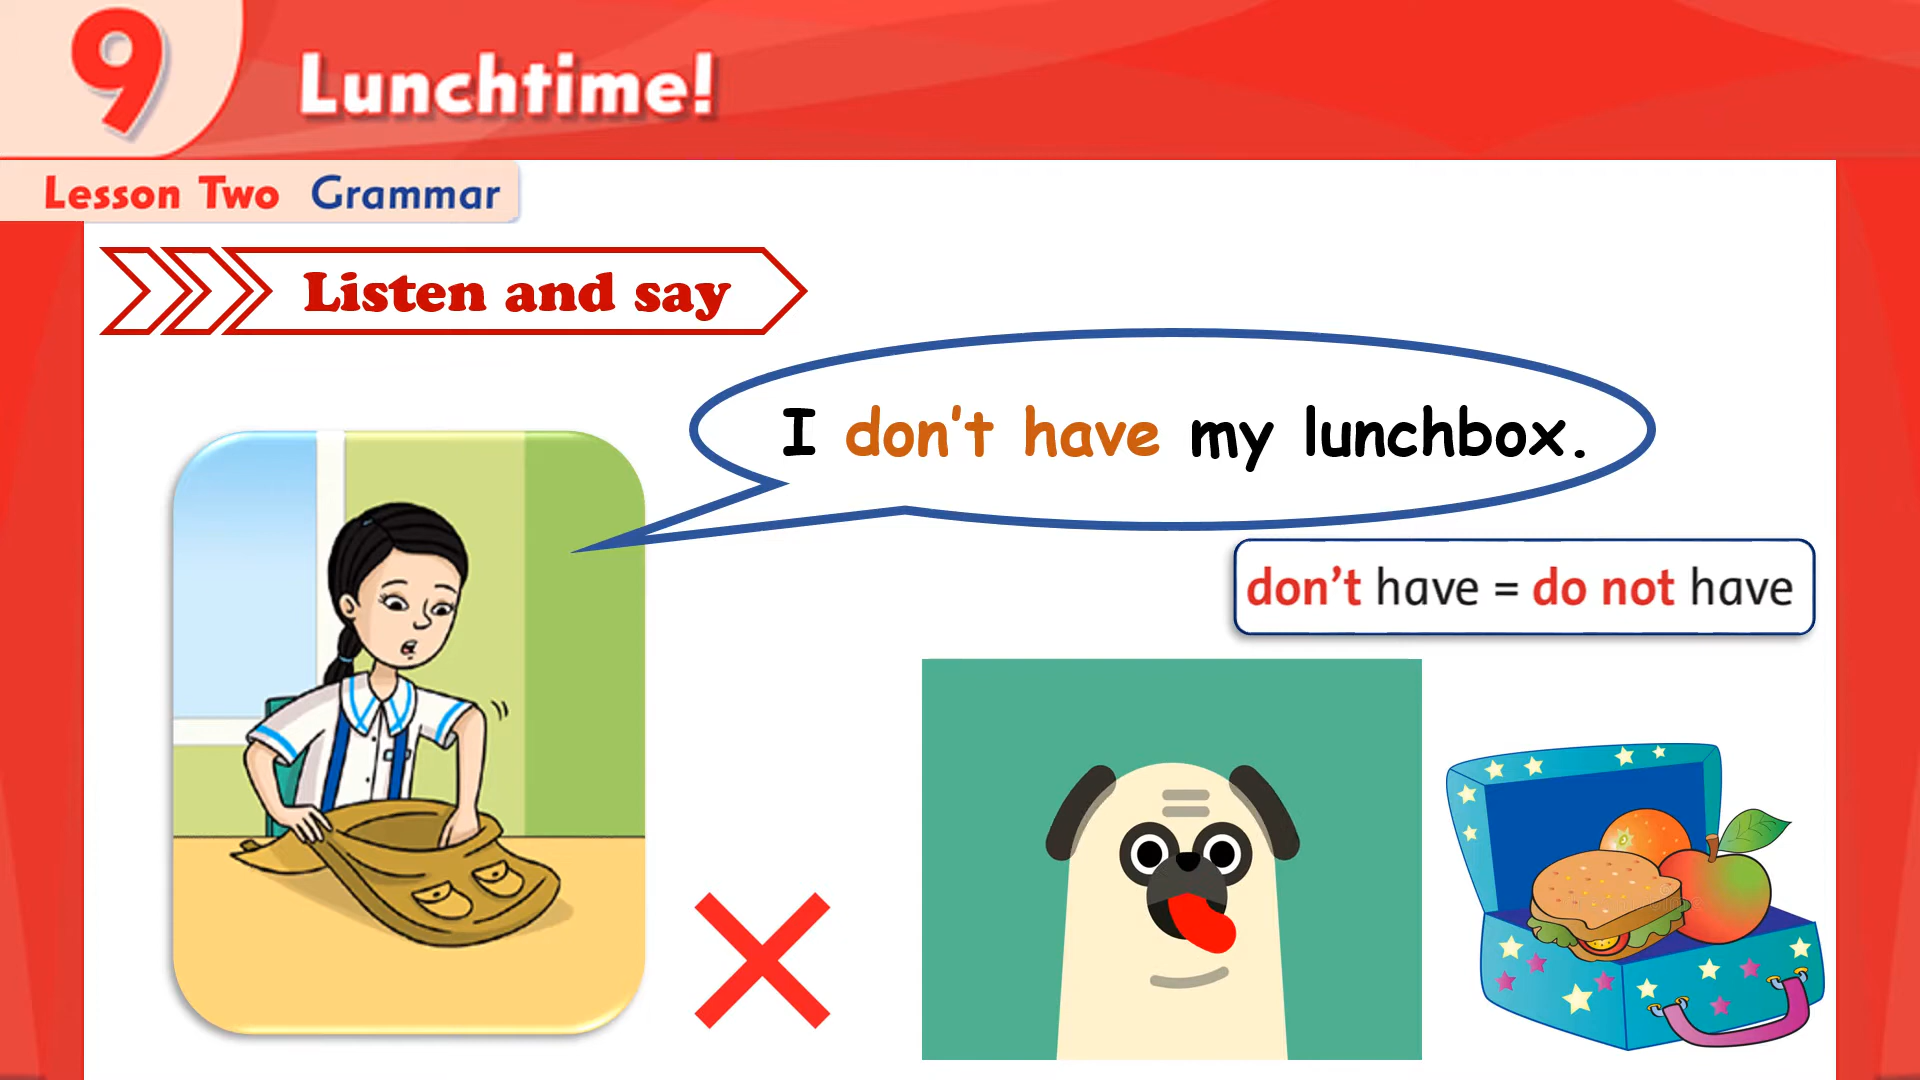 9 Lunchtime!
Lesson Two Grammar
Listen and say
I don't have my lunchbox.
don't have = do not have